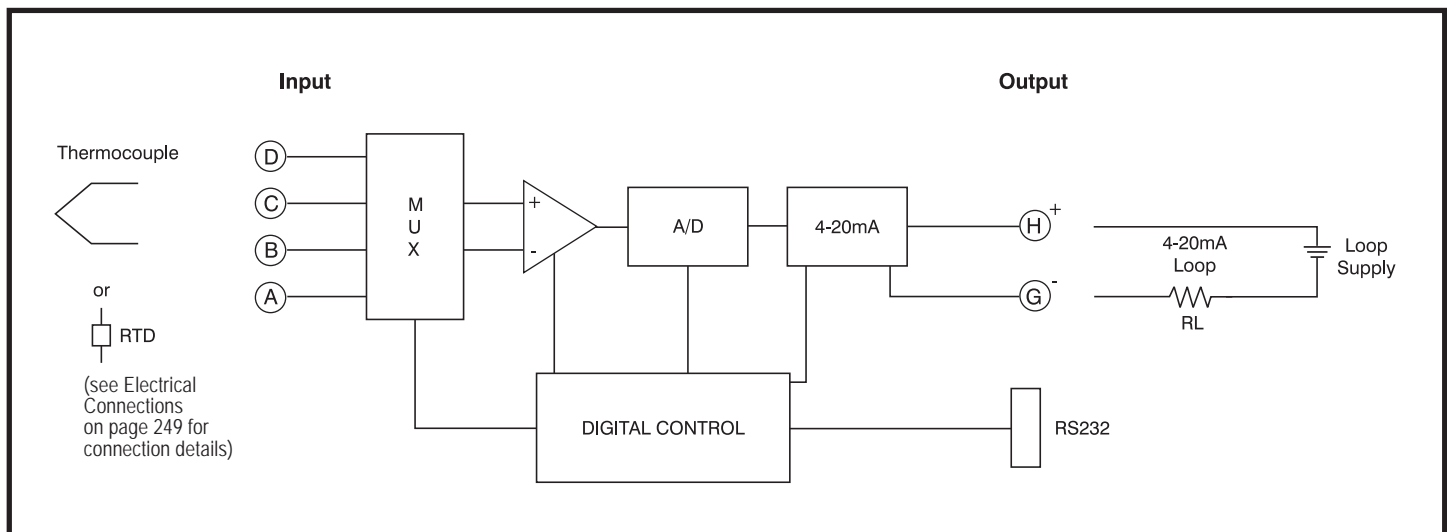 Input
Output
Thermocouple
D
C
B
A
M
U
X
+
-
A/D
4-20mA
H
+
G
-
4-20mA
Loop
RL
Loop
Supply
or
RTD
(see Electrical
Connections
on page 249 for
connection details)
DIGITAL CONTROL
RS232